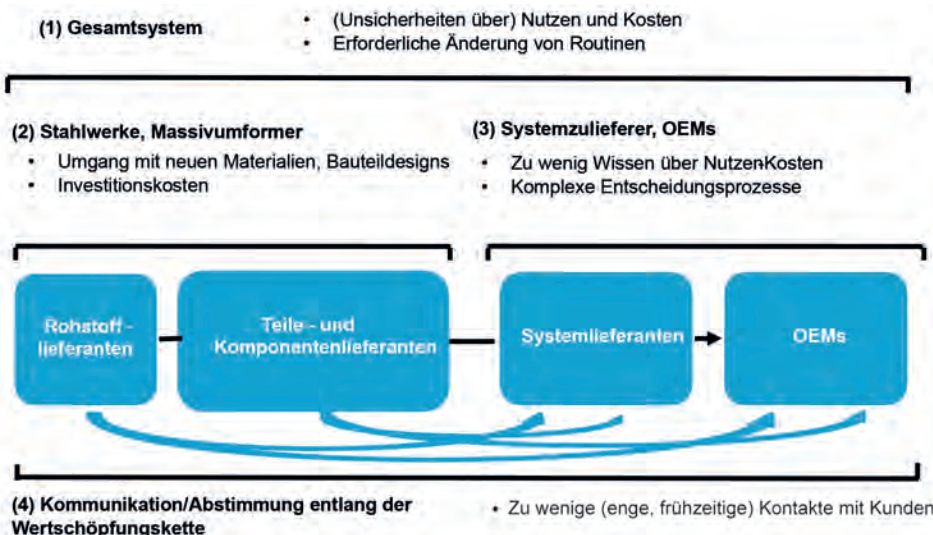 (1) Gesamtsystem
• (Unsicherheiten über) Nutzen und Kosten
• Erforderliche Änderung von Routinen
(2) Stahlwerke, Massivumformer
• Umgang mit neuen Materialien, Bauteildesigns
• Investitionskosten
(3) Systemzulieferer, OEMs
• Zu wenig Wissen über NutzenKosten
• Komplexe Entscheidungsprozesse
Rohstoff-
lieferanten
Teile- und
Komponentenlieferanten
Systemlieferanten
OEMs
(4) Kommunikation/Abstimmung entlang der
Wertschöpfungskette
• Zu wenige (enge, frühzeitige) Kontakte mit Kunden